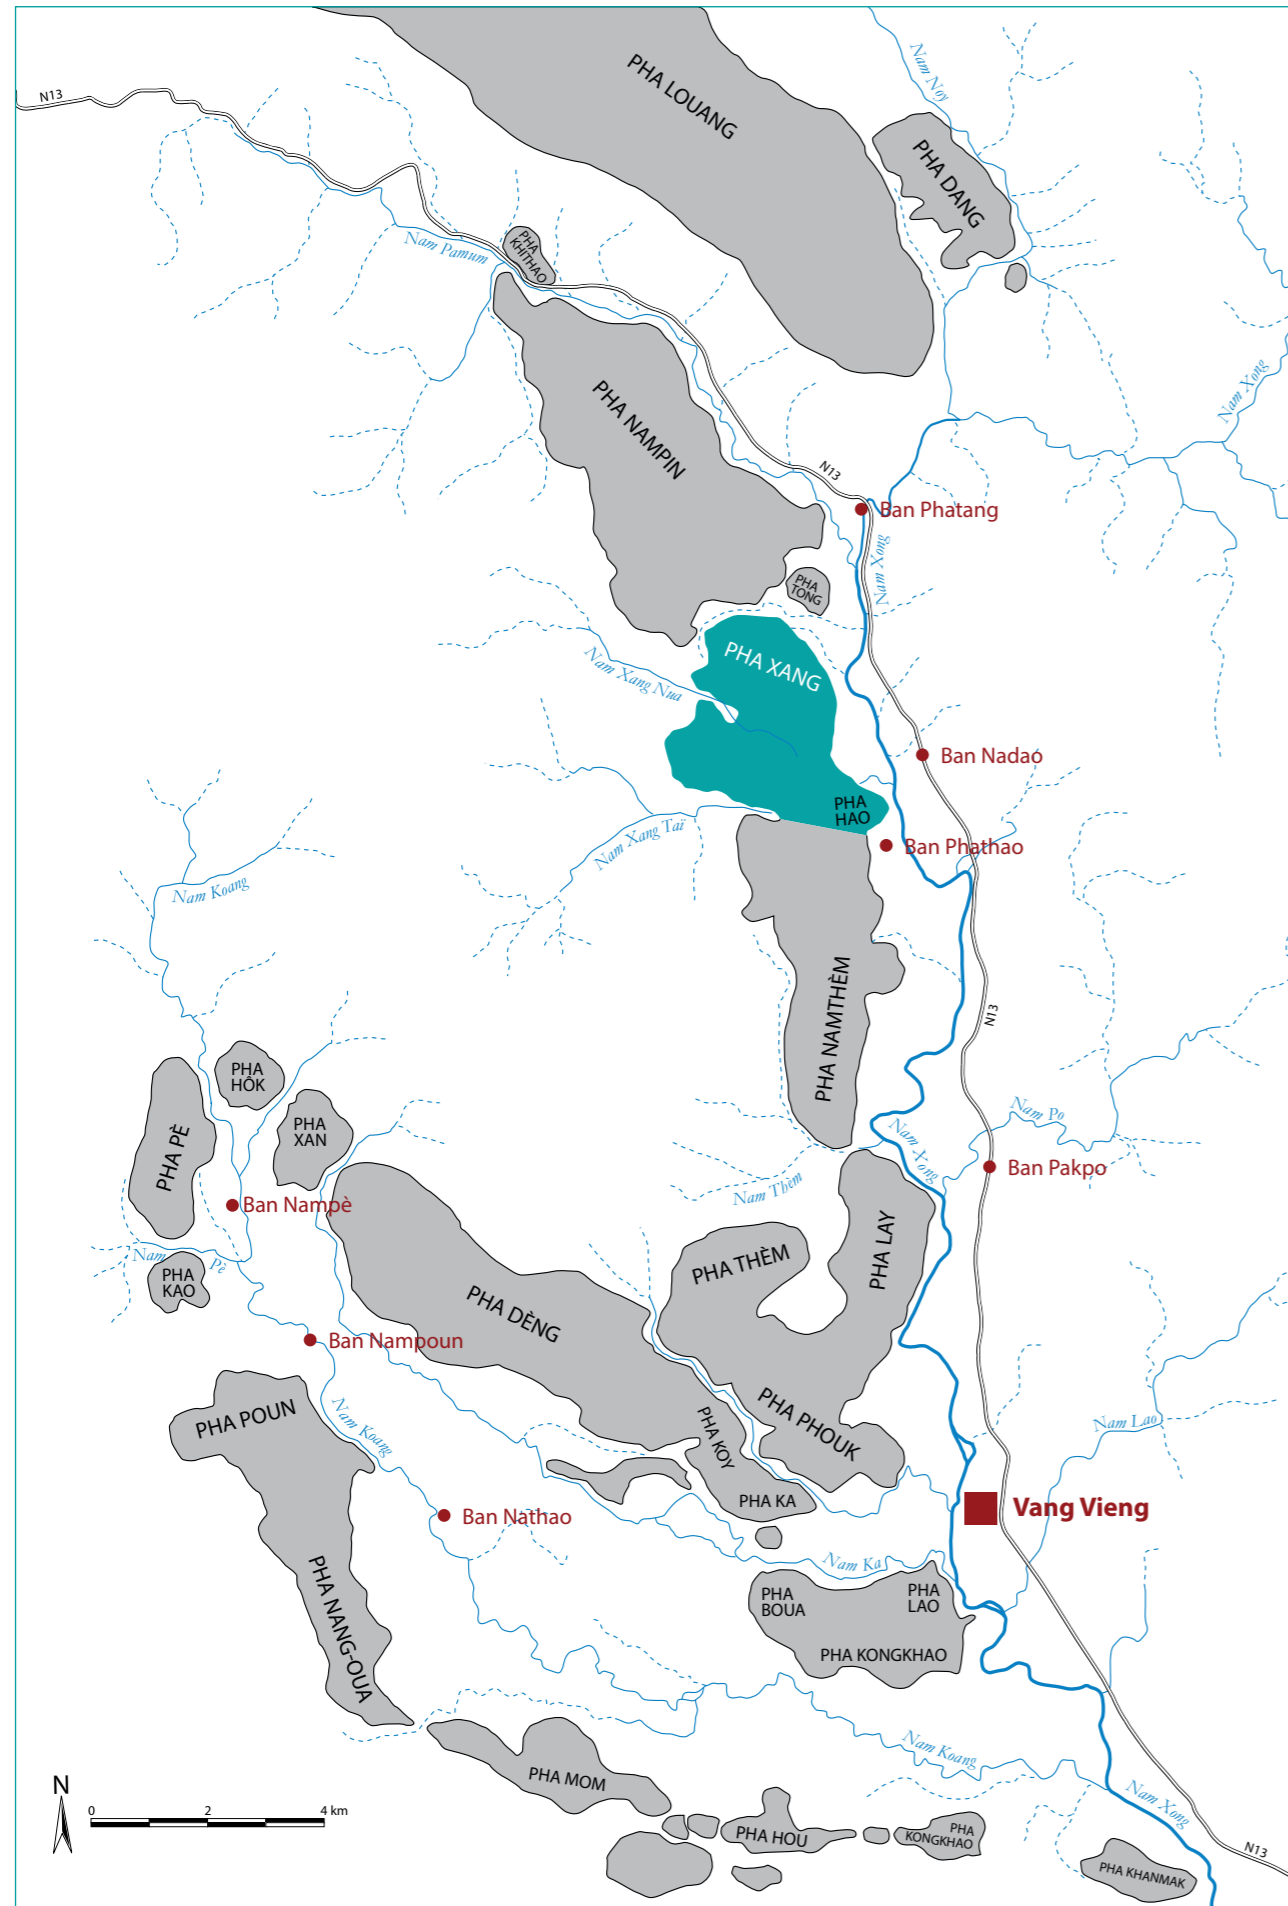 Nam Noy
PHA LOUANG
N13
PHA DANG
PHA
KHITHAO
Nam Pamum
Nam Xong
PHA NAMPIN
N13
Ban Phatang
Nam Xong
PHA
TONG
PHA XANG
Nam Xang Nua
Ban Nadao
PHA
HAO
Nam Xang Taï
Ban Phathao
Nam Koang
PHA NAMTHÈM
N13
PHA
HÔK
PHA
XAN
PHA PÈ
Nam Po
Nam Xong
Ban Pakpo
Nam Thèm
Ban Nampè
Nam Pè
PHA
KAO
PHA THÈM
PHA LAY
PHA DÈNG
Ban Nampoun
PHA POUN
Nam Koang
PHA KOY
PHA PHOUK
Nam Lao
PHA KA
Vang Vieng
Ban Nathao
Nam Ka
PHA
BOUA
PHA
LAO
PHA NANG-OUA
PHA KONGKHAO
Nam Koang
PHA MOM
N
0 2 4 km
Nam Xong
PHA HOU
PHA
KONGKHAO
N13
PHA KHANMAK